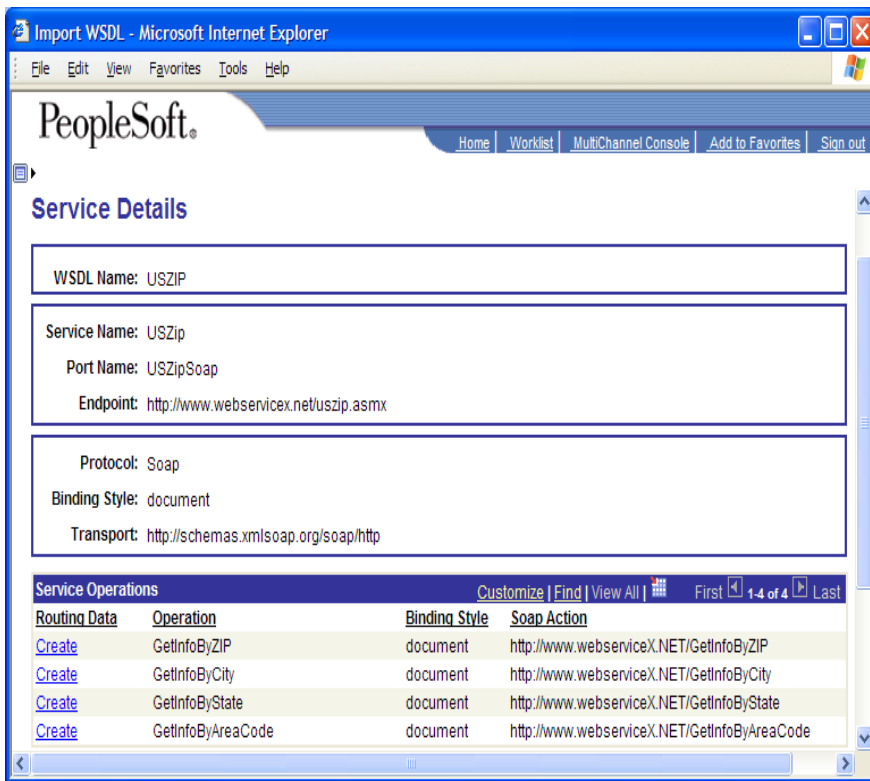 Import WSDL - Microsoft Internet Explorer
File Edit View Favorites Tools Help
PeopleSoft®
Home | Worklist | MultiChannel Console | Add to Favorites | Sign out
Service Details
WSDL Name: USZIP
Service Name: USZip
Port Name: USZipSoap
Endpoint: http://www.webservicex.net/uszip.asmx
Protocol: Soap
Binding Style: document
Transport: http://schemas.xmlsoap.org/soap/http
Service Operations Customize | Find | View All | First 1-4 of 4 Last
Routing Data Operation Binding Style Soap Action
Create GetInfoByZIP document http://www.webserviceX.NET/GetInfoByZIP
Create GetInfoByCity document http://www.webserviceX.NET/GetInfoByCity
Create GetInfoByState document http://www.webserviceX.NET/GetInfoByState
Create GetInfoByAreaCode document http://www.webserviceX.NET/GetInfoByAreaCode